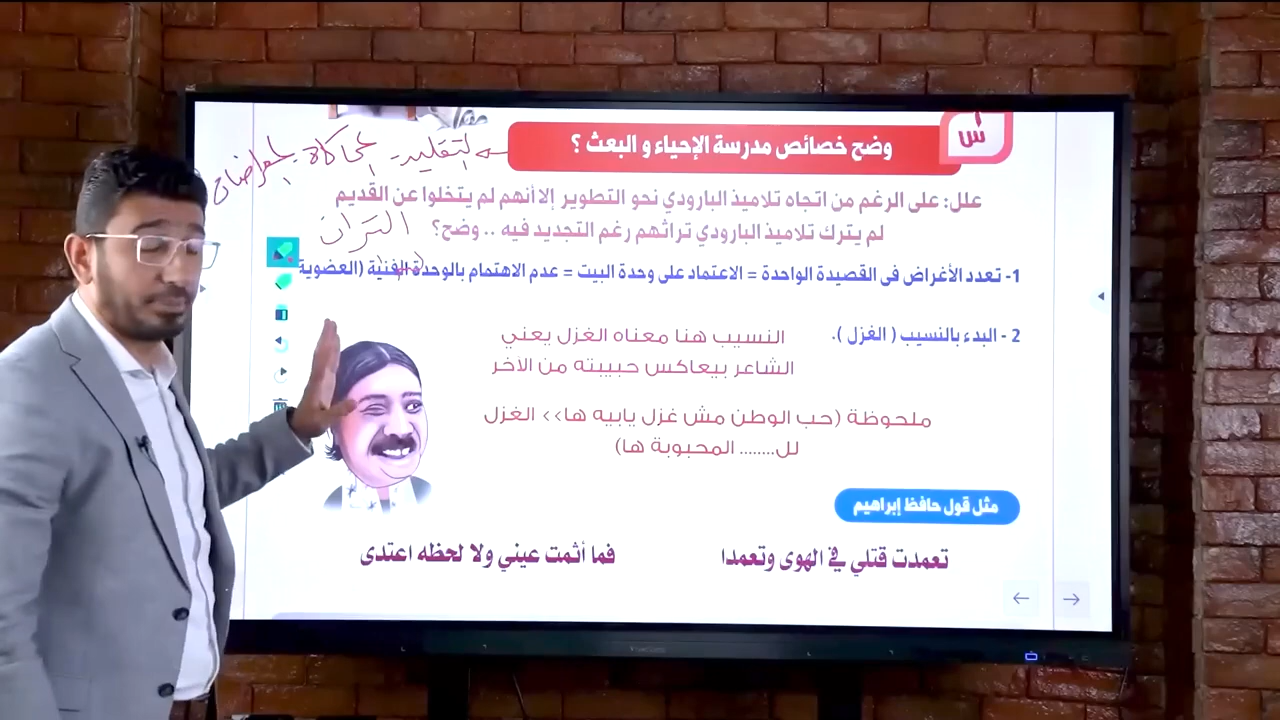 س
وضح خصائص مدرسة الإحياء و البعث ؟
التقليد محاكاة
التراث
علل: على الرغم من اتجاه تلاميذ البارودي نحو التطوير إلا أنهم لم يتخلوا عن القديم
لم يترك تلاميذ البارودي تراثهم رغم التجديد فيه .. وضح؟
1- تعدد الأغراض فى القصيدة الواحدة = الاعتماد على وحدة البيت = عدم الاهتمام بالوحدة الفنية (العضوية
2 - البدء بالنسيب ( الغزل ).
النسيب هنا معناه الغزل يعني
الشاعر بيعاكس حبيبته من الآخر
ملحوظة (حب الوطن مش غزل يابيه ها>> الغزل
لل........ المحبوبة ها)
مثل قول حافظ إبراهيم
تعمدت قتلي في الهوى وتعمدا فما أثمت عيني ولا لحظه اعتدى